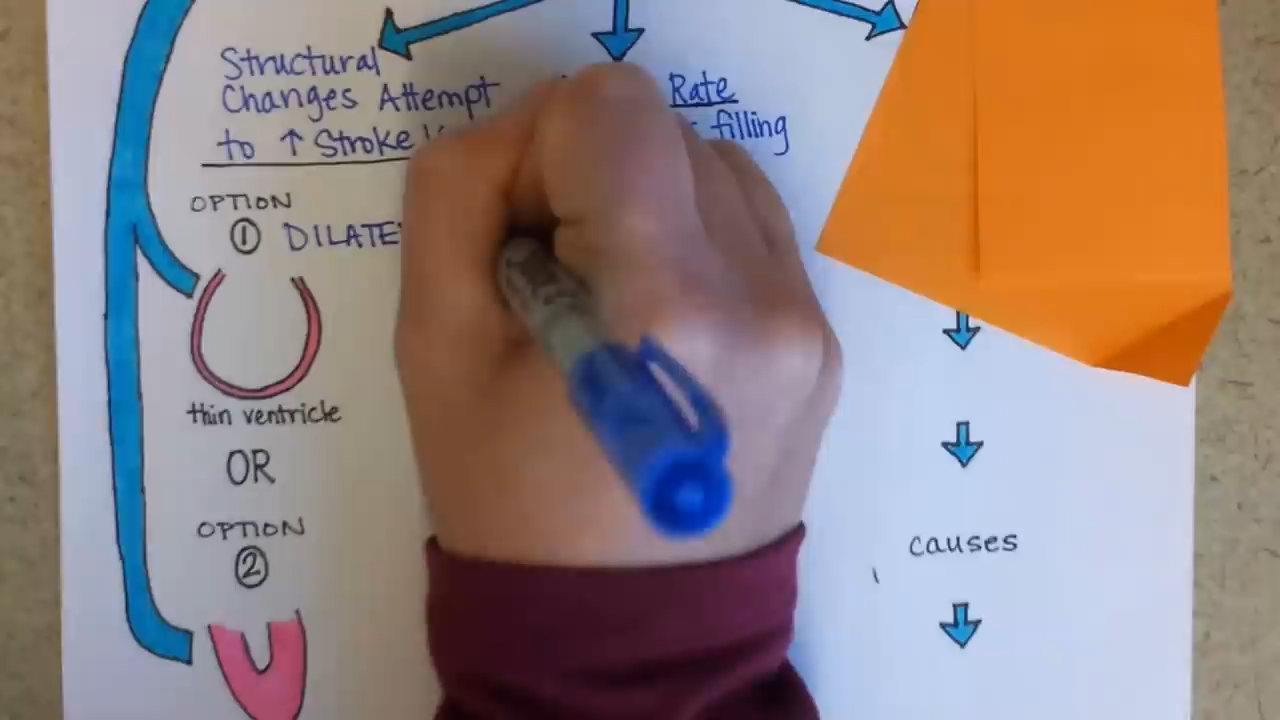 Structural
Changes Attempt
to ↑ Stroke
Rate
filling
OPTION
① DILATE
thin ventricle
OR
OPTION
②
causes